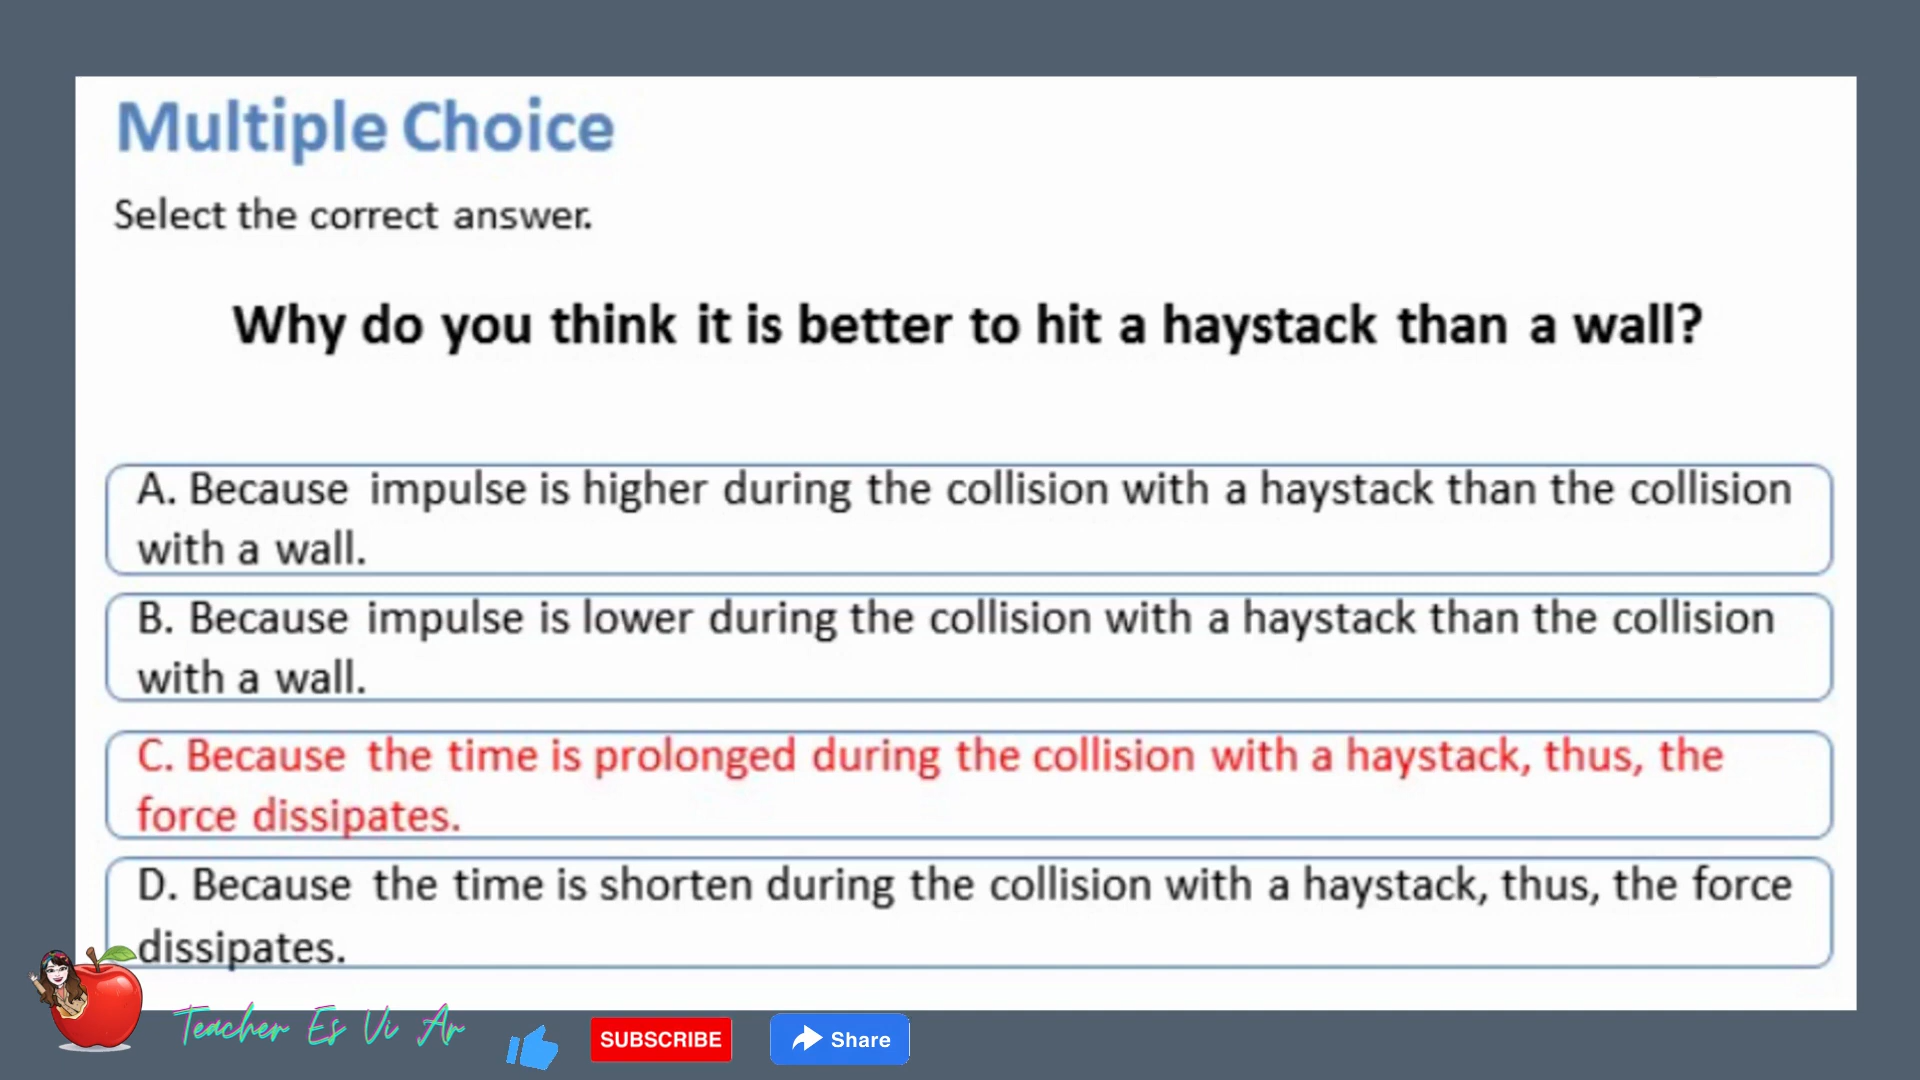 Multiple Choice
Select the correct answer.
Why do you think it is better to hit a haystack than a wall?
A. Because impulse is higher during the collision with a haystack than the collision
with a wall.
B. Because impulse is lower during the collision with a haystack than the collision
with a wall.
C. Because the time is prolonged during the collision with a haystack, thus, the
force dissipates.
D. Because the time is shorten during the collision with a haystack, thus, the force
dissipates.
Teacher Es Vi Ar
SUBSCRIBE
Share